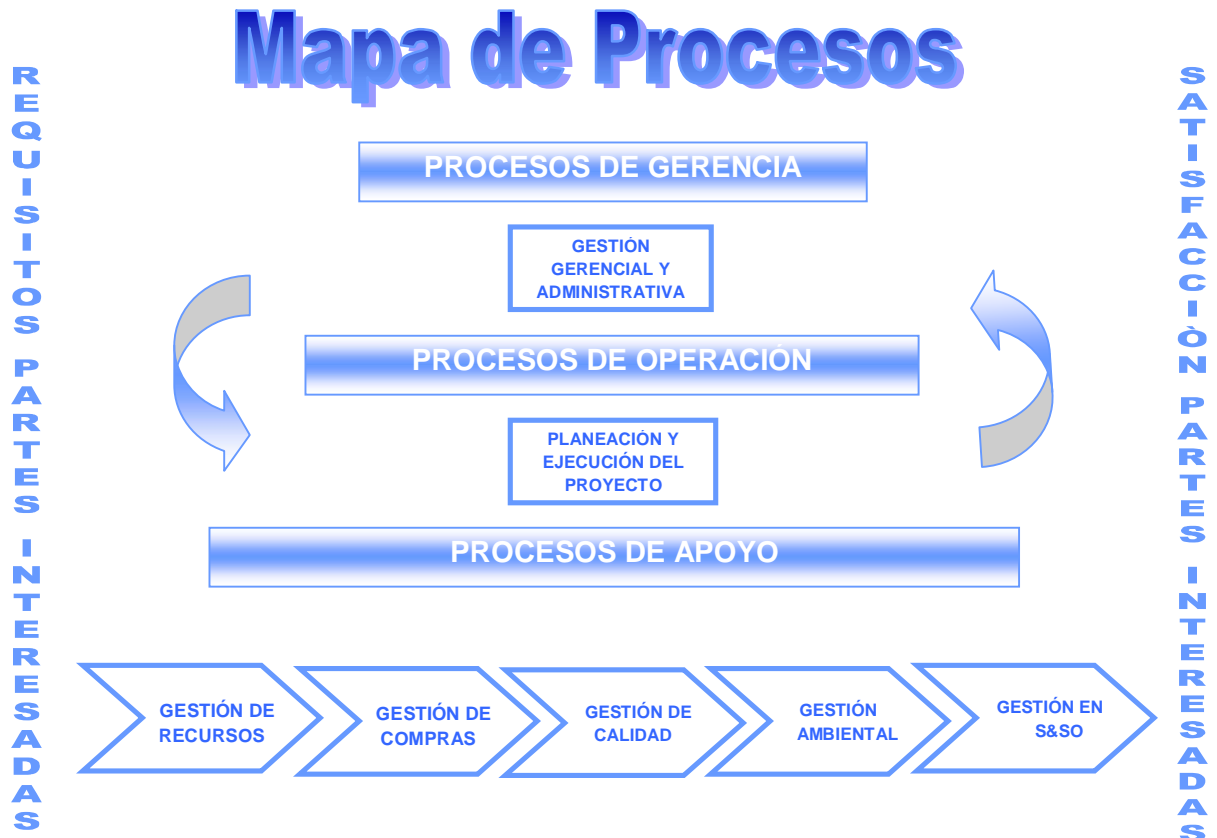 Mapa de Procesos
REQUISITOS PARTES INTERESADAS
PROCESOS DE GERENCIA
GESTIÓN
GERENCIAL Y
ADMINISTRATIVA
PROCESOS DE OPERACIÓN
PLANEACIÓN Y
EJECUCIÓN DEL
PROYECTO
PROCESOS DE APOYO
GESTIÓN DE
RECURSOS
GESTIÓN DE
COMPRAS
GESTIÓN DE
CALIDAD
GESTIÓN
AMBIENTAL
GESTIÓN EN
S&SO
SATISFACCIÒN PARTES INTERESADAS